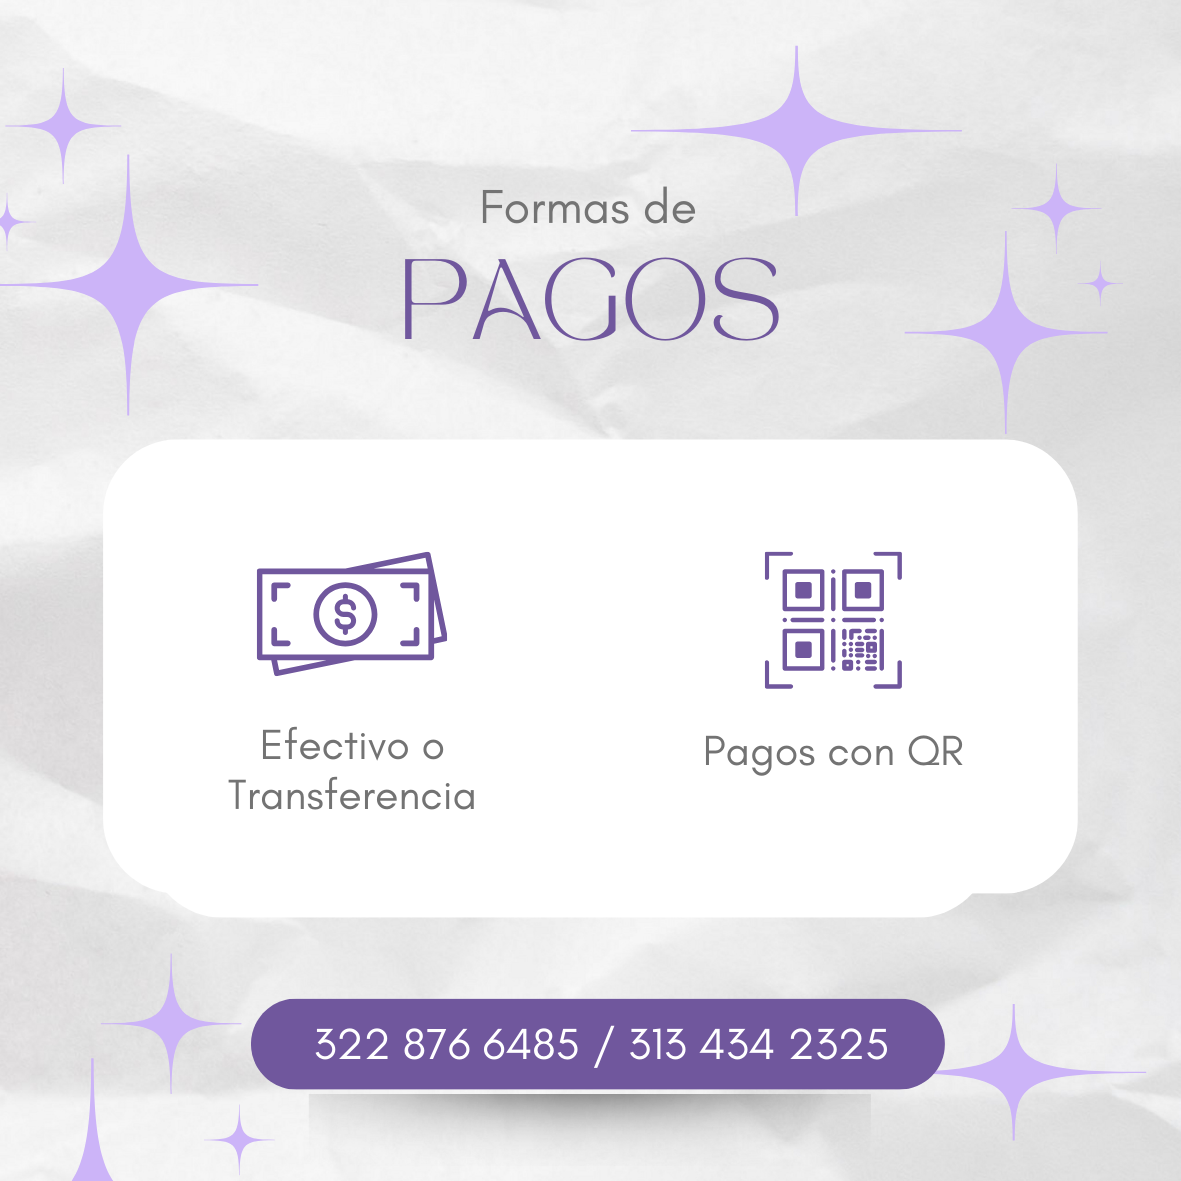 Formas de
PAGOS
$
Efectivo o
Transferencia
Pagos con QR
322 876 6485 / 313 434 2325